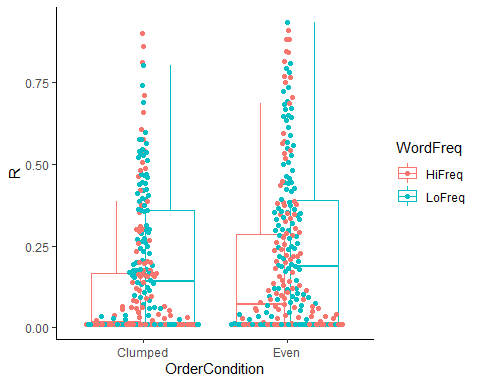 R
0.75
0.50
0.25
0.00
Clumped Even
OrderCondition
WordFreq
HiFreq
LoFreq